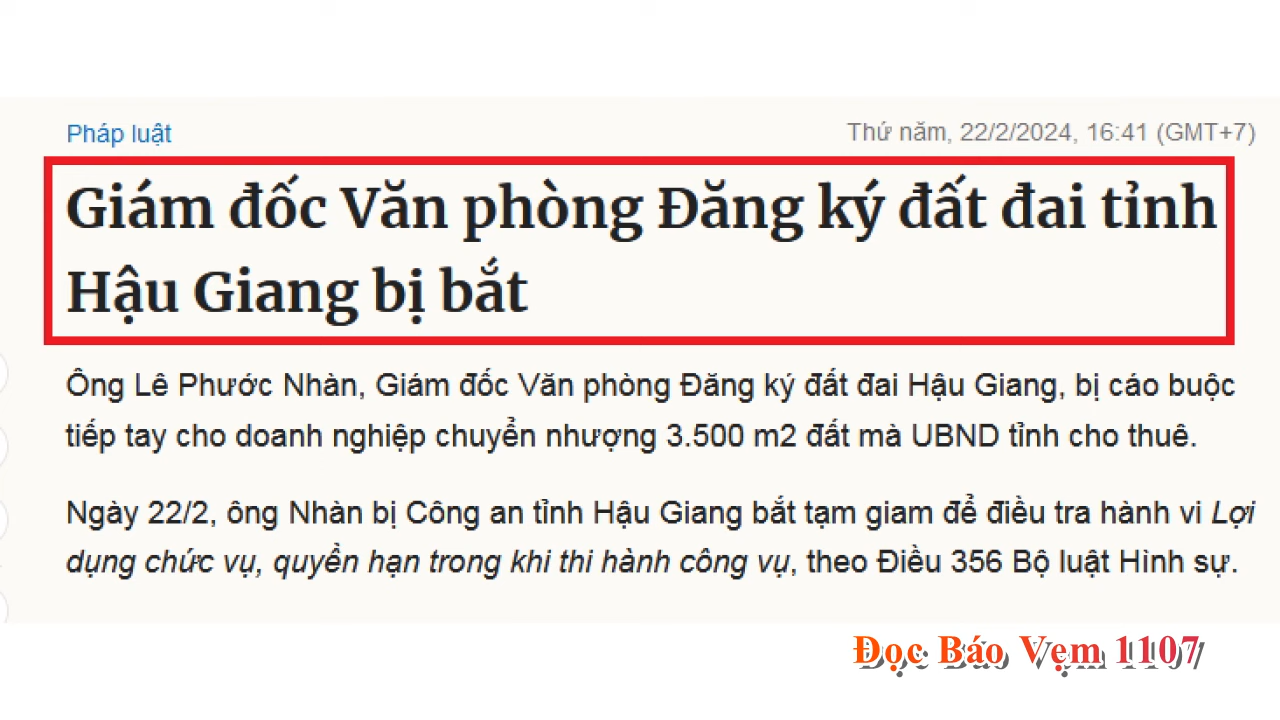 Pháp luật
Thứ năm, 22/2/2024, 16:41 (GMT+7)
Giám đốc Văn phòng Đăng ký đất đai tỉnh
Hậu Giang bị bắt
Ông Lê Phước Nhàn, Giám đốc Văn phòng Đăng ký đất đai Hậu Giang, bị cáo buộc
tiếp tay cho doanh nghiệp chuyển nhượng 3.500 m2 đất mà UBND tỉnh cho thuê.
Ngày 22/2, ông Nhàn bị Công an tỉnh Hậu Giang bắt tạm giam để điều tra hành vi Lợi
dụng chức vụ, quyền hạn trong khi thi hành công vụ, theo Điều 356 Bộ luật Hình sự.
Đọc Báo Vẹm 1107